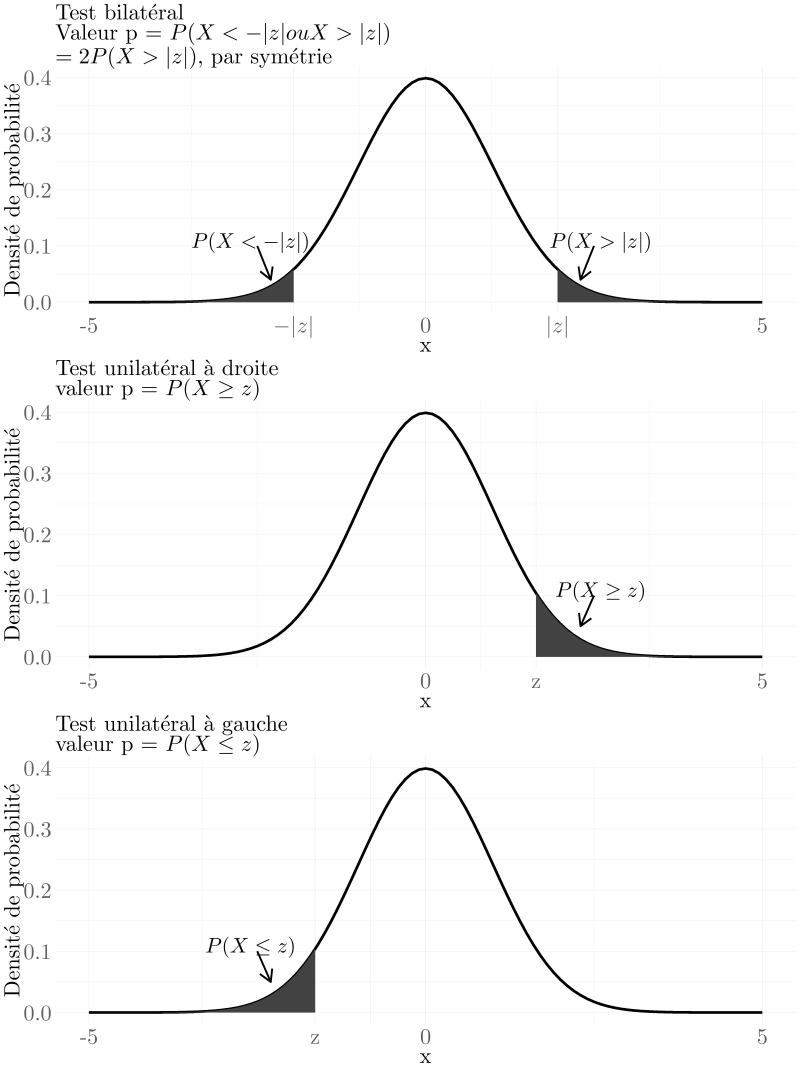 Test bilatéral
Valeur p = P(X < −|z|ouX > |z|)
= 2P(X > |z|), par symétrie
Densité de probabilité
0.4
0.3
0.2
0.1
0.0
P(X < −|z|)
P(X > |z|)
-5
−|z|
0
|z|
5
x
Test unilatéral à droite
valeur p = P(X ≥ z)
Densité de probabilité
0.4
0.3
0.2
0.1
0.0
P(X ≥ z)
-5
0
z
5
x
Test unilatéral à gauche
valeur p = P(X ≤ z)
Densité de probabilité
0.4
0.3
0.2
0.1
0.0
P(X ≤ z)
-5
z
0
5
x